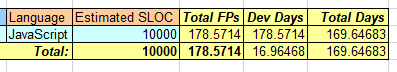 Language Estimated SLOC Total FPs Dev Days Total Days
JavaScript 10000 178.5714 178.5714 169.64683
Total: 10000 178.5714 16.96468 169.64683